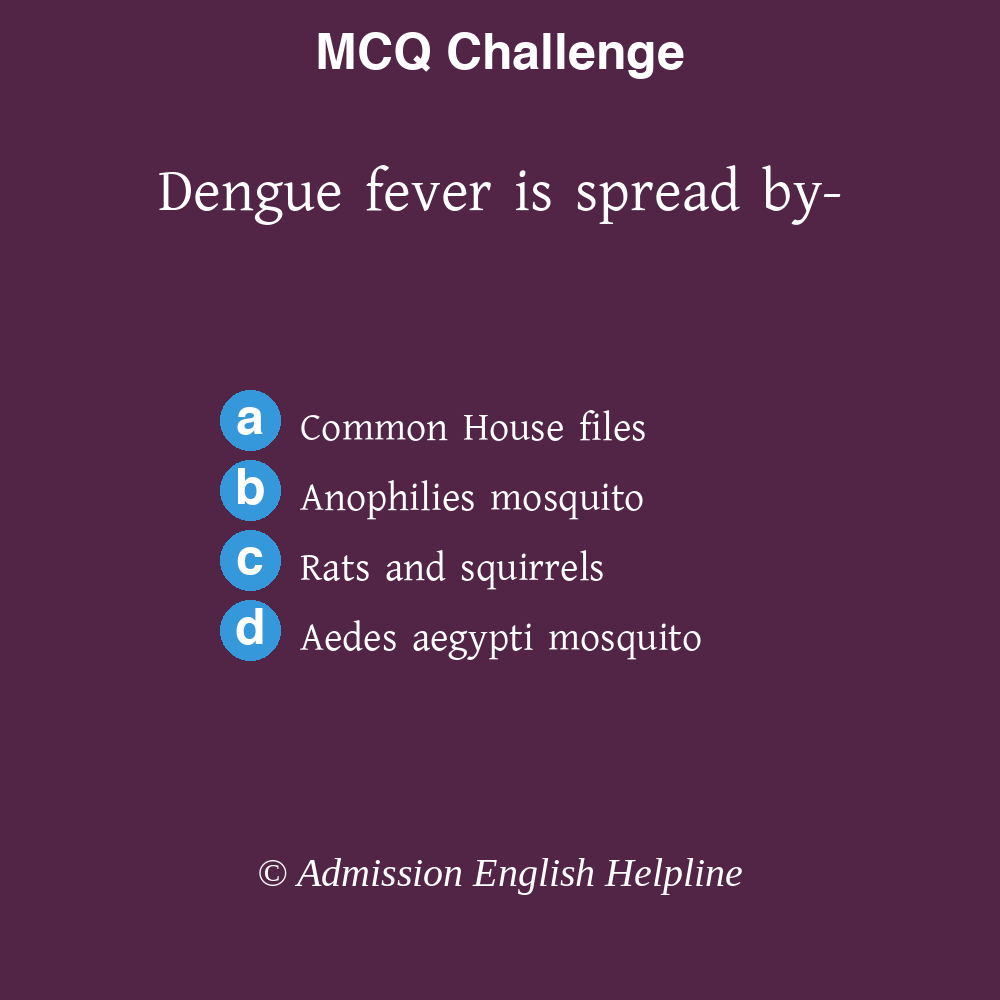 MCQ Challenge
Dengue fever is spread by-
a Common House files
b Anophilies mosquito
c Rats and squirrels
d Aedes aegypti mosquito
© Admission English Helpline